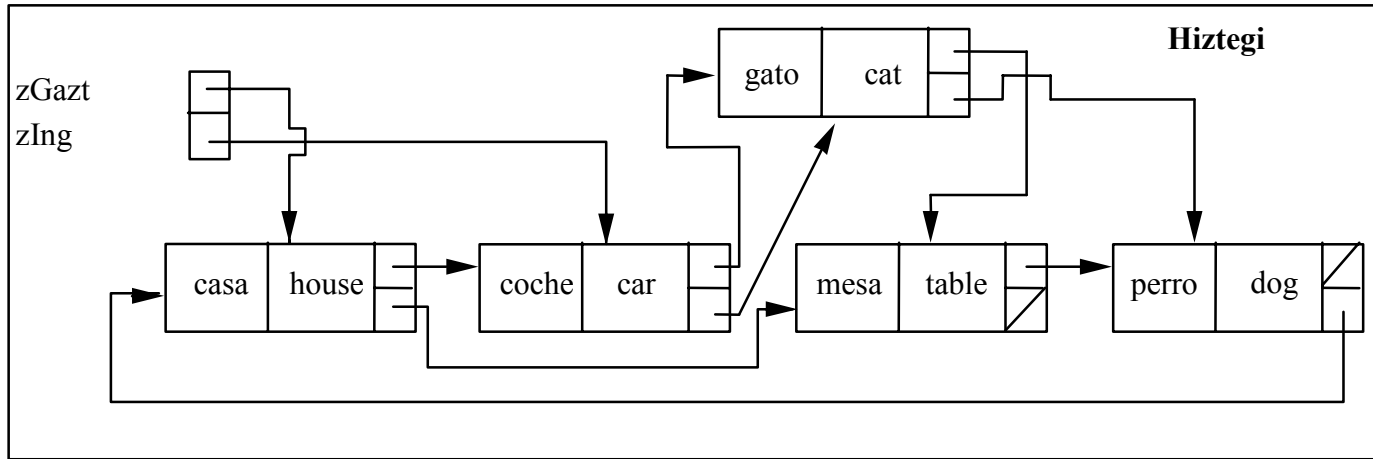 Hiztegi
gato cat
zGazt
zIng
casa house coche car mesa table perro dog